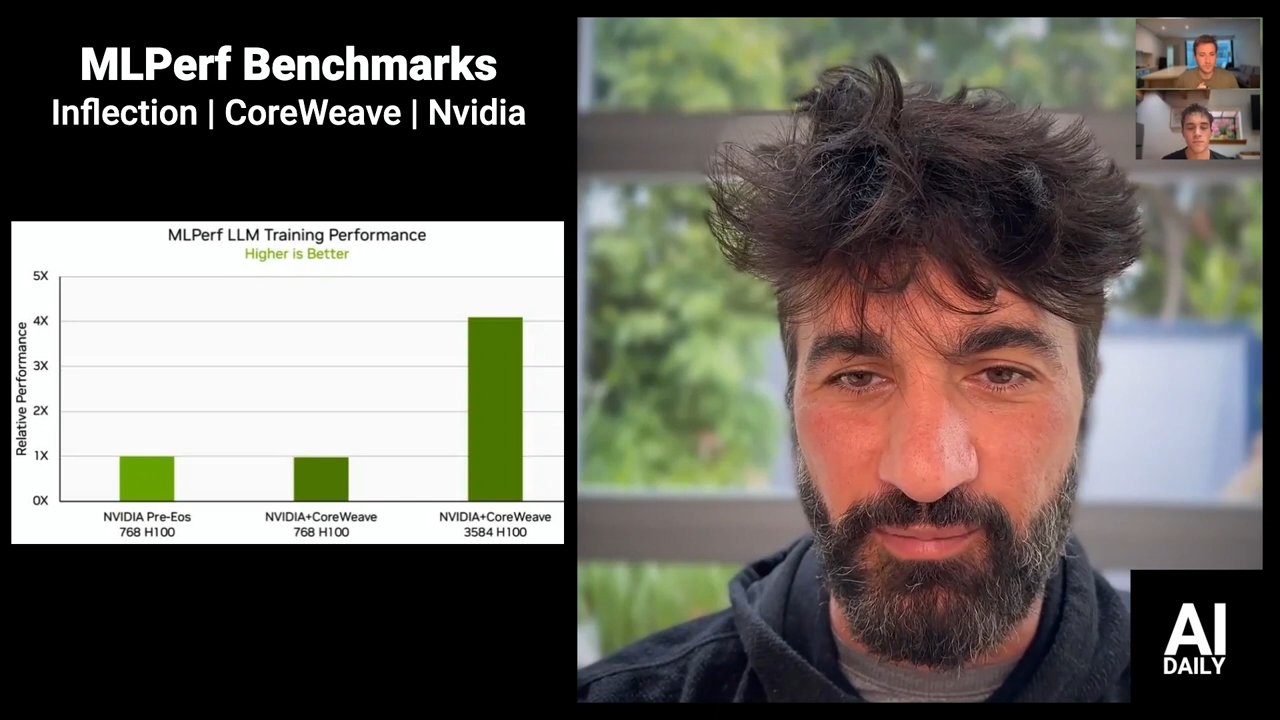 MLPerf Benchmarks
Inflection | CoreWeave | Nvidia
MLPerf LLM Training Performance
Higher is Better
Relative Performance
5X
4X
3X
2X
1X
0X
NVIDIA Pre-Eos
768 H100
NVIDIA+CoreWeave
768 H100
NVIDIA+CoreWeave
3584 H100
AI
DAILY